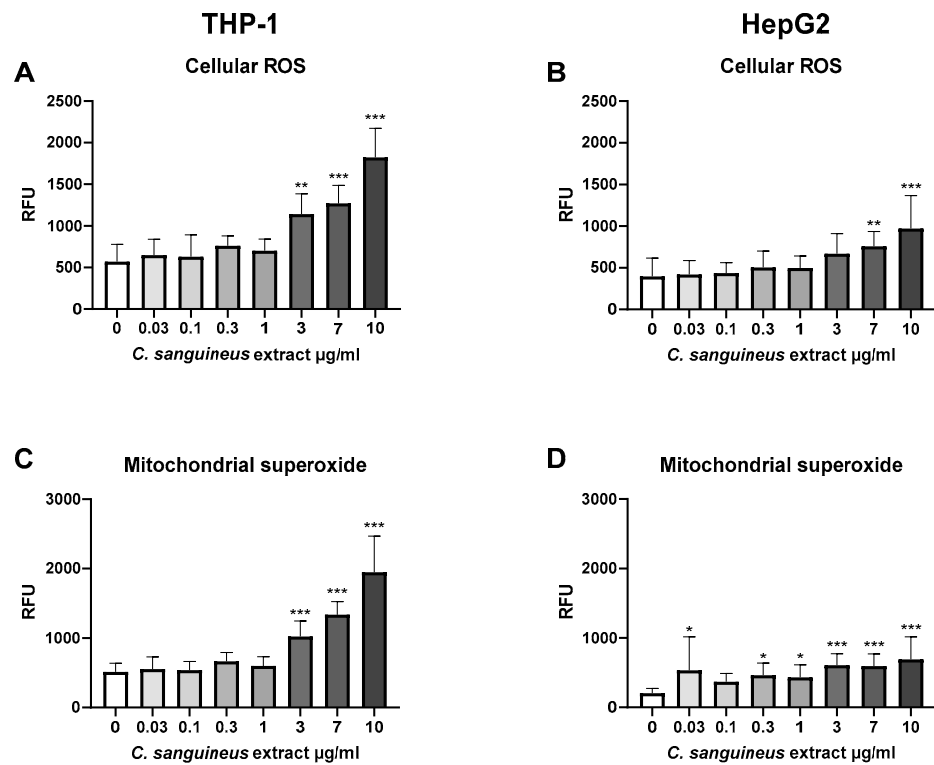 THP-1
HepG2
A
Cellular ROS
2500
2000
1500
1000
500
0
RFU
**
***
***
0 0.03 0.1 0.3 1 3 7 10
C. sanguineus extract µg/ml
B
Cellular ROS
2500
2000
1500
1000
500
0
RFU
**
***
0 0.03 0.1 0.3 1 3 7 10
C. sanguineus extract µg/ml
C
Mitochondrial superoxide
3000
2000
1000
0
RFU
***
***
***
0 0.03 0.1 0.3 1 3 7 10
C. sanguineus extract µg/ml
D
Mitochondrial superoxide
3000
2000
1000
0
RFU
*
*
*
***
***
***
0 0.03 0.1 0.3 1 3 7 10
C. sanguineus extract µg/ml